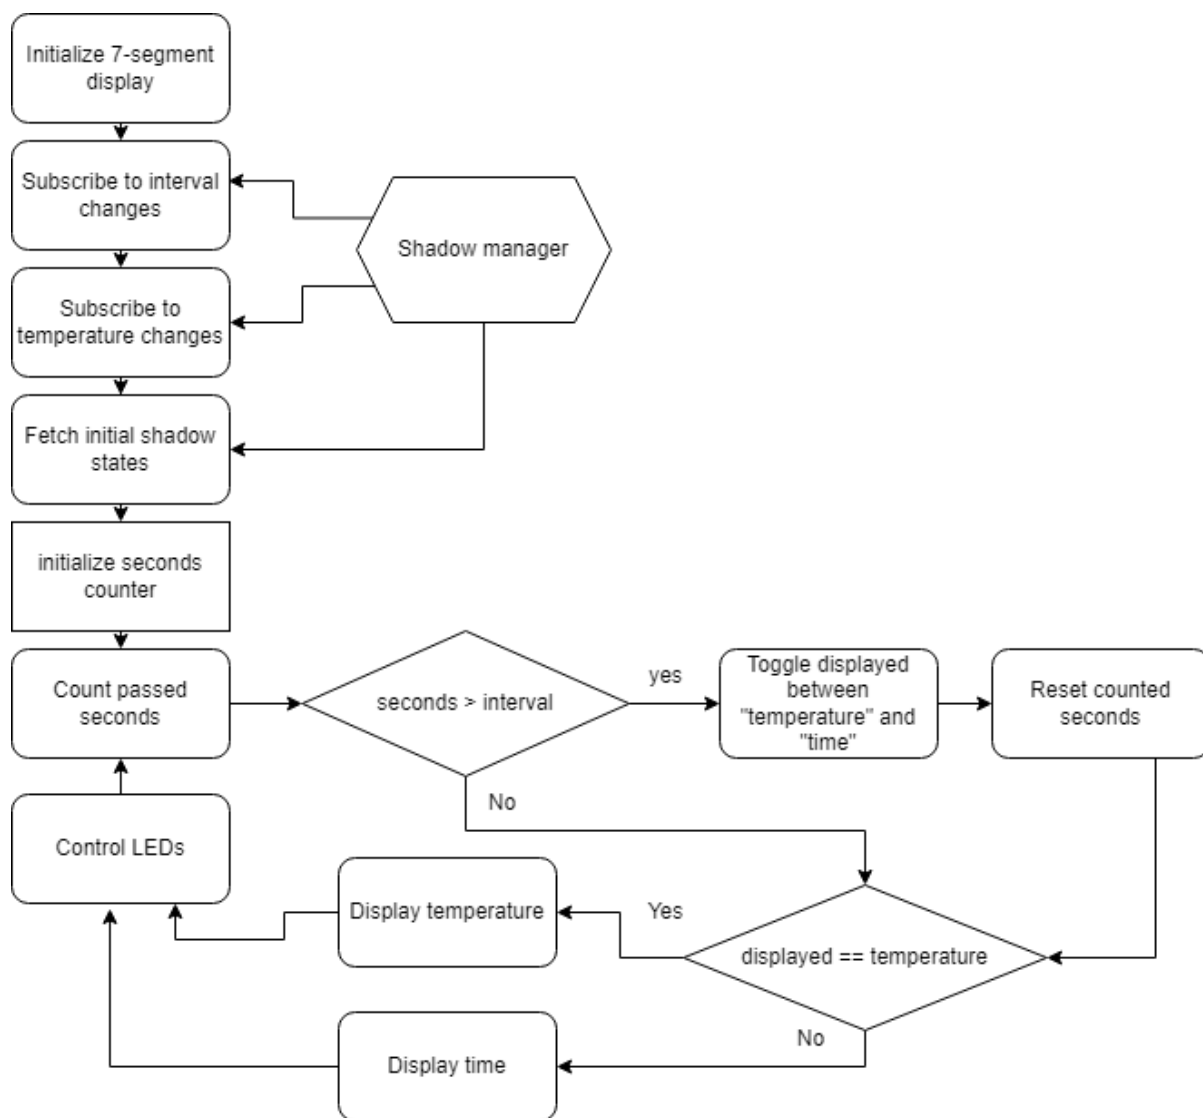 Initialize 7-segment
display
Subscribe to interval
changes
Shadow manager
Subscribe to
temperature changes
Fetch initial shadow
states
initialize seconds
counter
Count passed
seconds
seconds > interval
yes
Toggle displayed
between
"temperature" and
"time"
Reset counted
seconds
No
Control LEDs
Display temperature
Yes
displayed == temperature
No
Display time